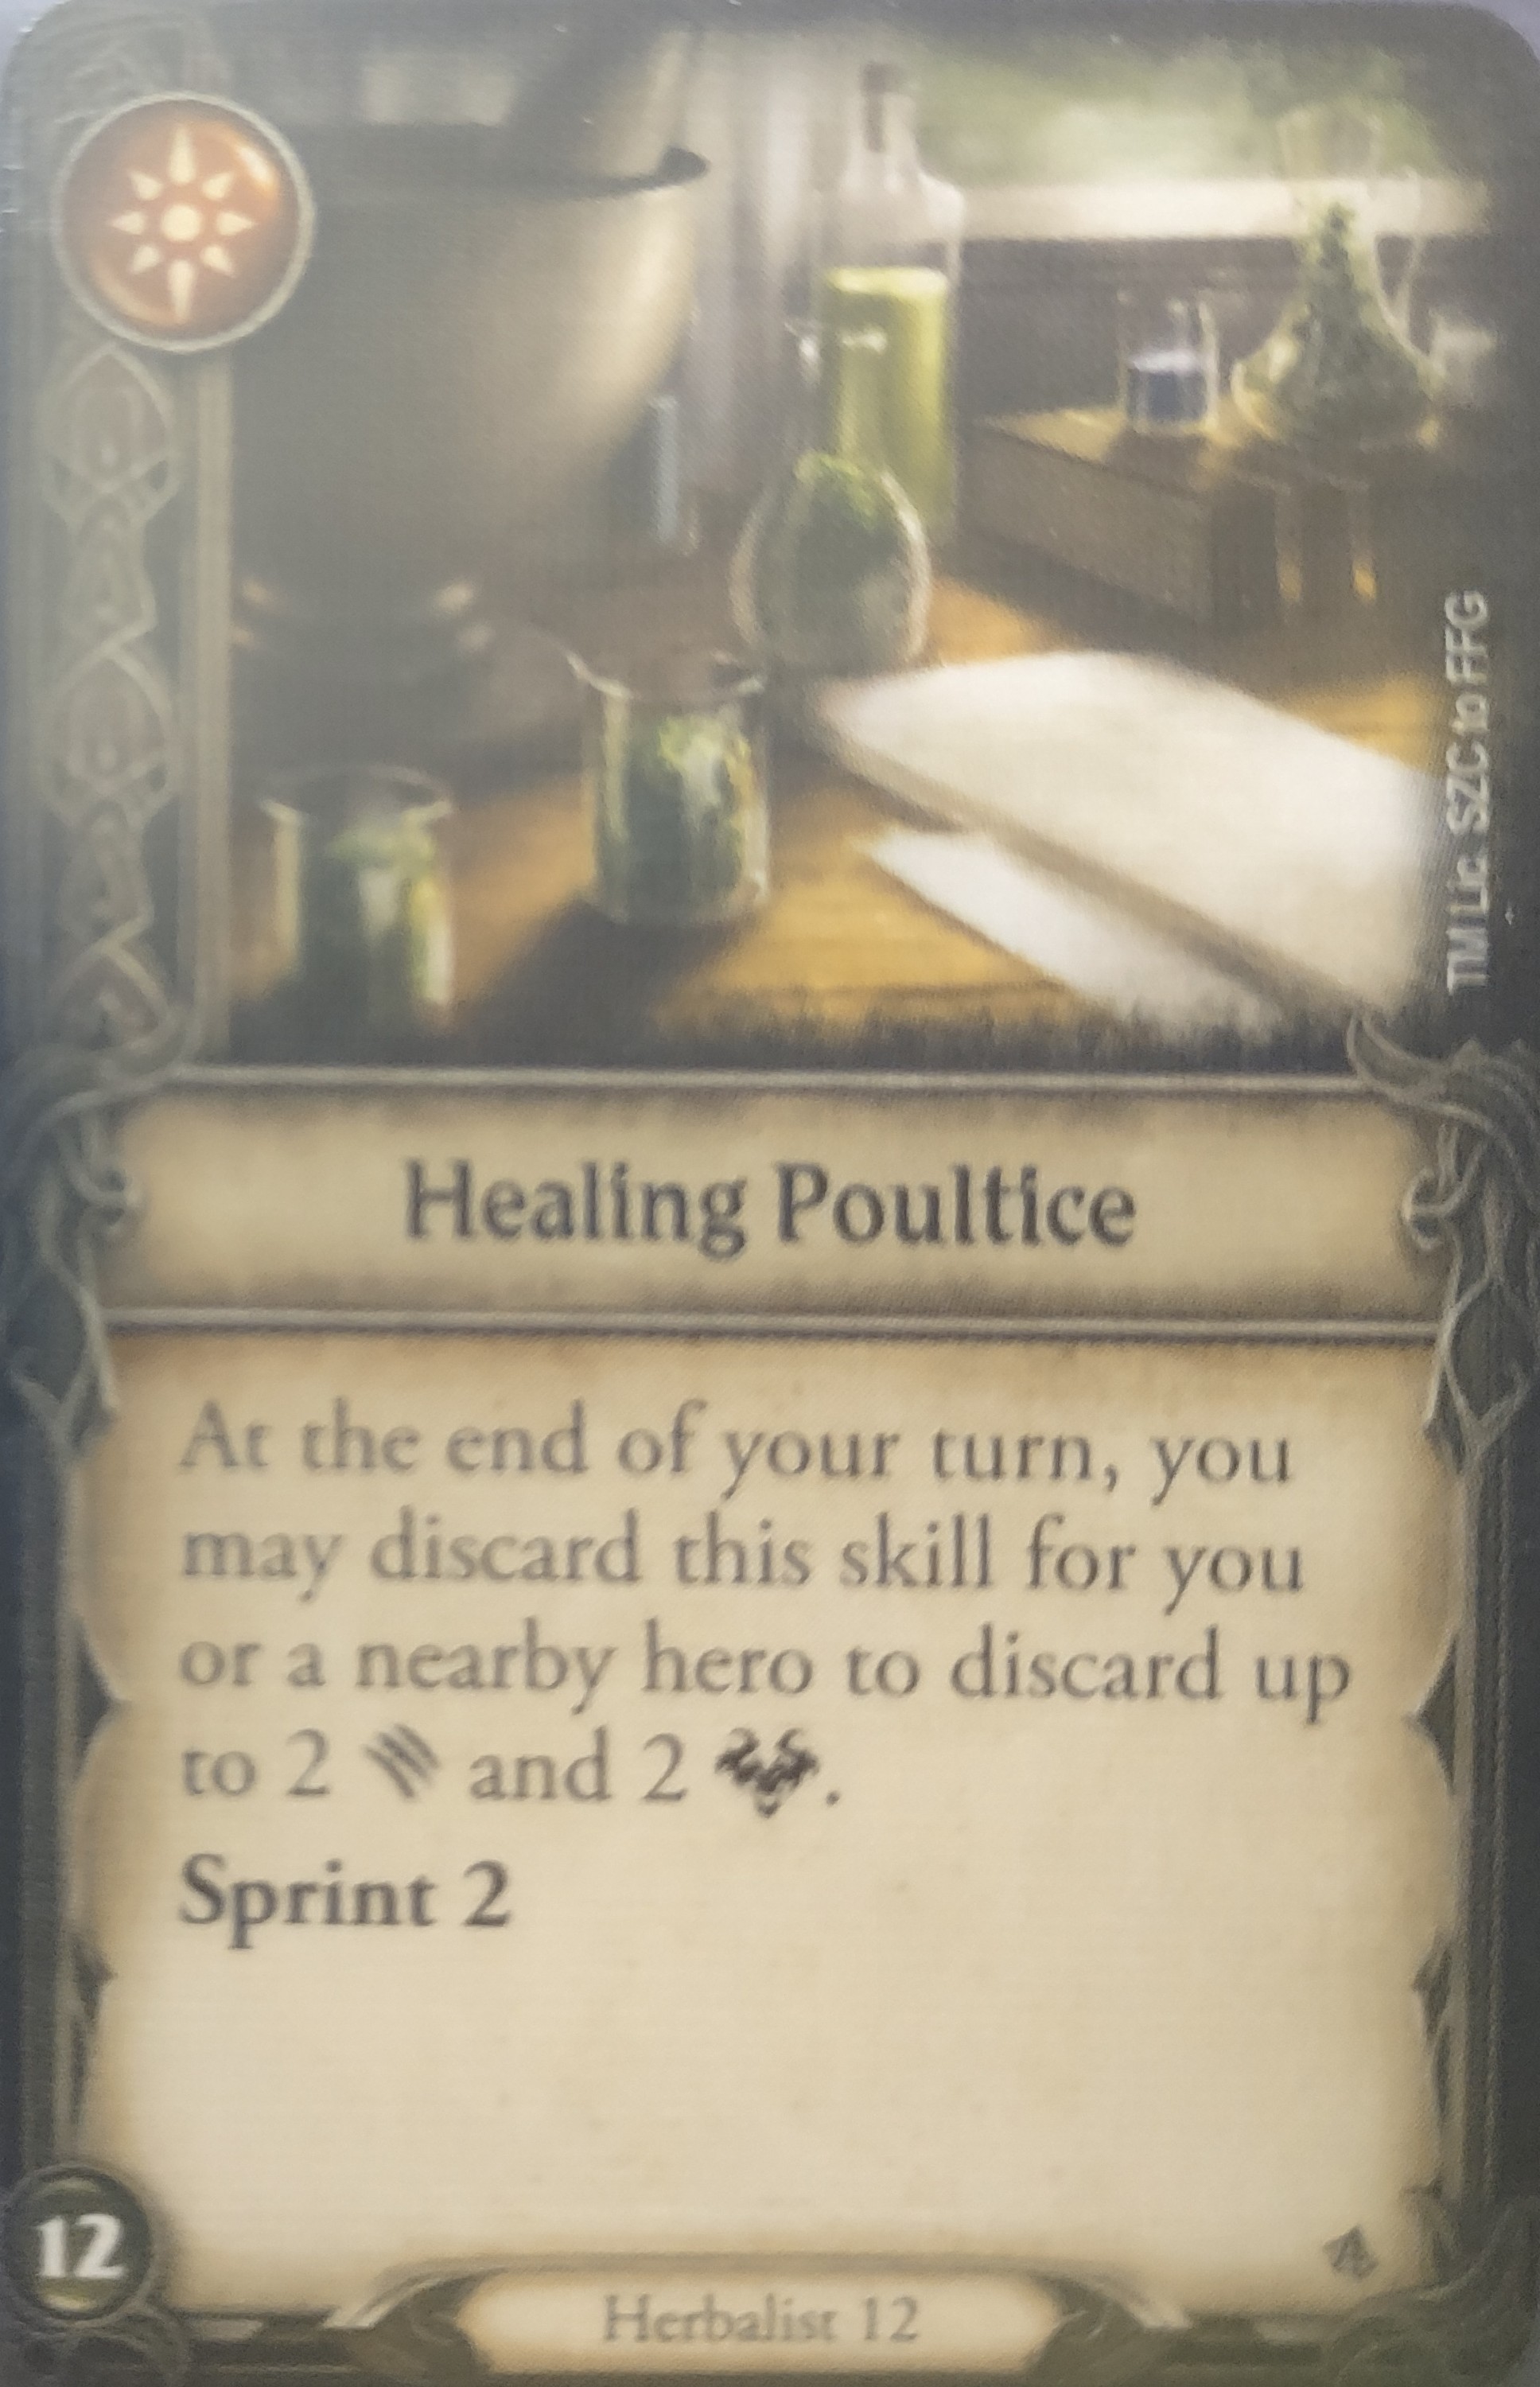 Healing Poultice
At the end of your turn, you
may discard this skill for you
or a nearby hero to discard up
to 2 and 2 .
Sprint 2
12
Herbalist 12
TM Lic. SZC to FFG